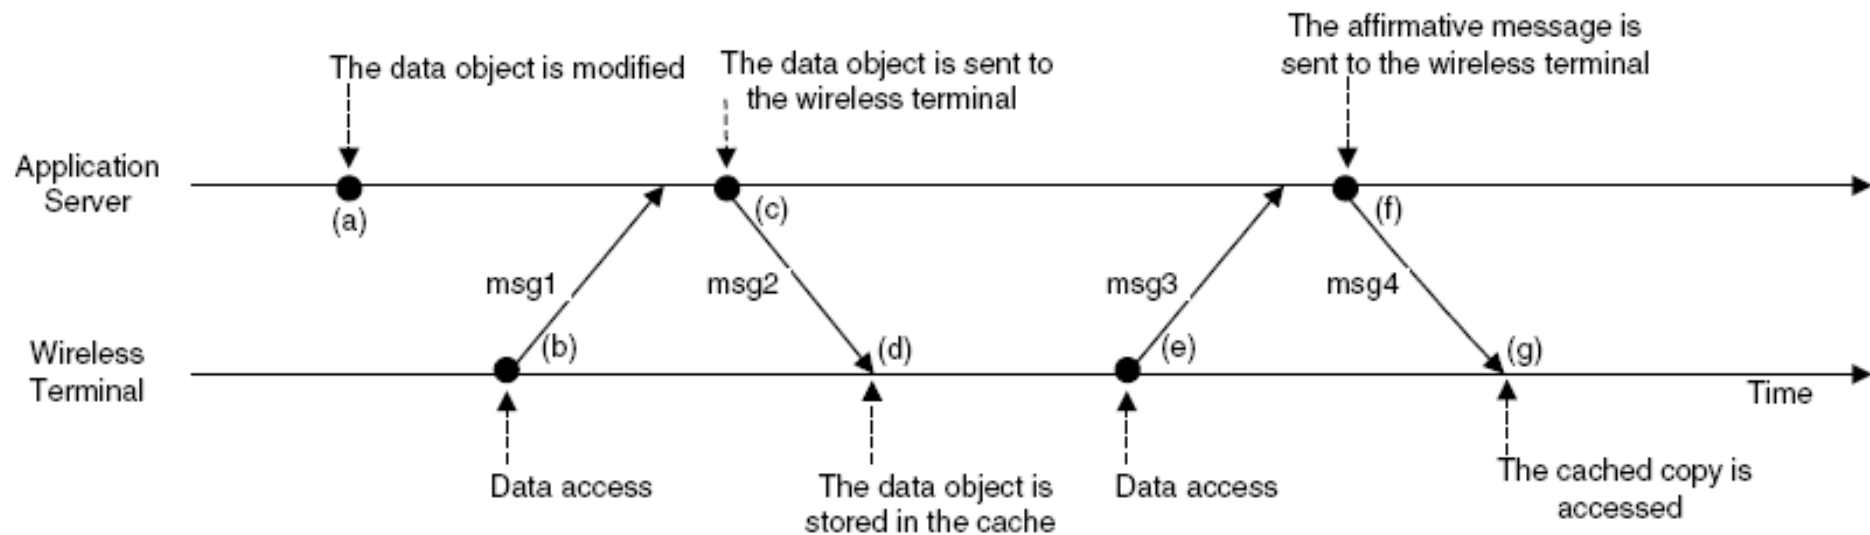 The data object is modified
The data object is sent to
the wireless terminal
The affirmative message is
sent to the wireless terminal
Application
Server
(a)
(c)
(f)
msg1
msg2
msg3
msg4
Wireless
Terminal
(b)
(d)
(e)
(g)
Time
Data access
The data object is
stored in the cache
Data access
The cached copy is
accessed